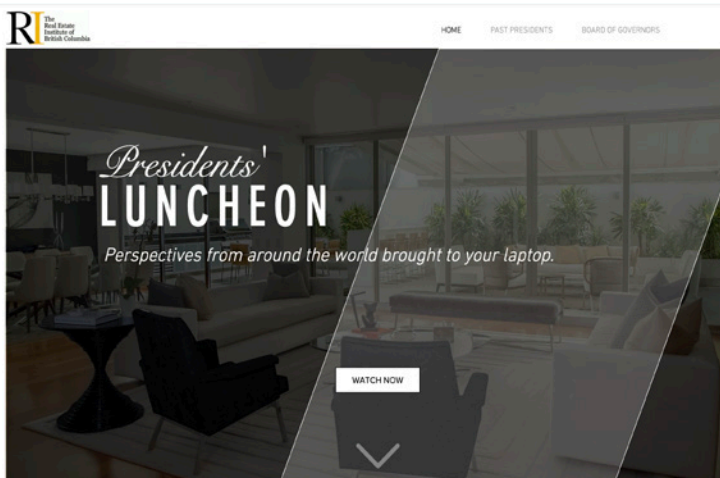 RI
The
Real Estate
Institute of
British Columbia
HOME PAST PRESIDENTS BOARD OF GOVERNORS
Presidents'
LUNCHEON
Perspectives from around the world brought to your laptop.
WATCH NOW